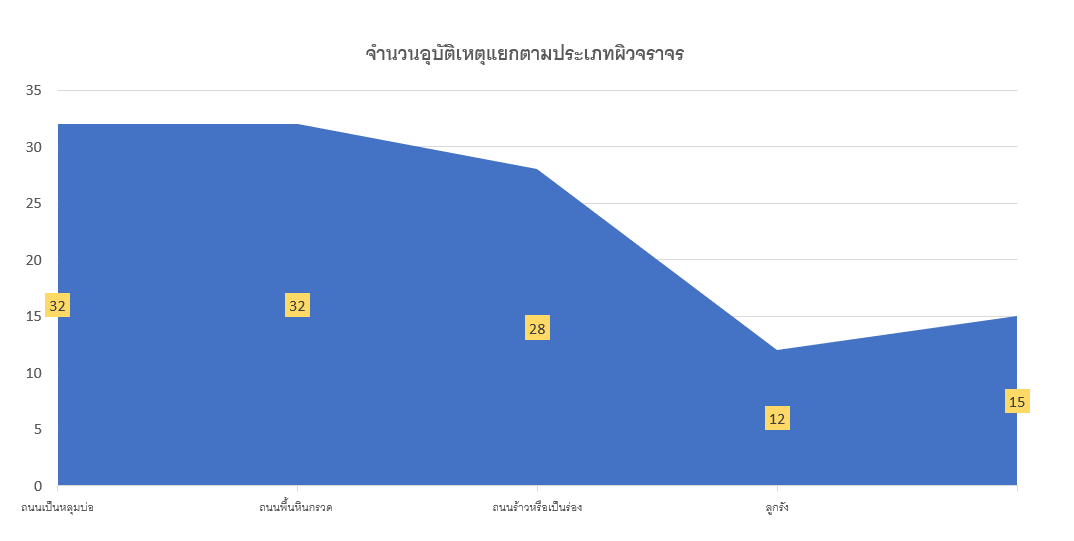 จำนวนอุบัติเหตุแยกตามประเภทผิวจราจร
35
30
25
20
15
10
5
0
32
32
28
12
15
ถนนเป็นหลุมบ่อ
ถนนพื้นหินกรวด
ถนนร้าวหรือเป็นร่อง
ลูกรัง